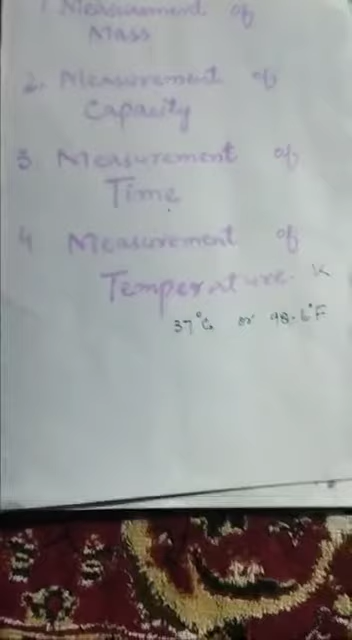 1 Measurement of
Mass
2. Measurement of
Capacity
3 Measurement of
Time
4 Measurement of
Temperature. K
37°C or 98.6°F